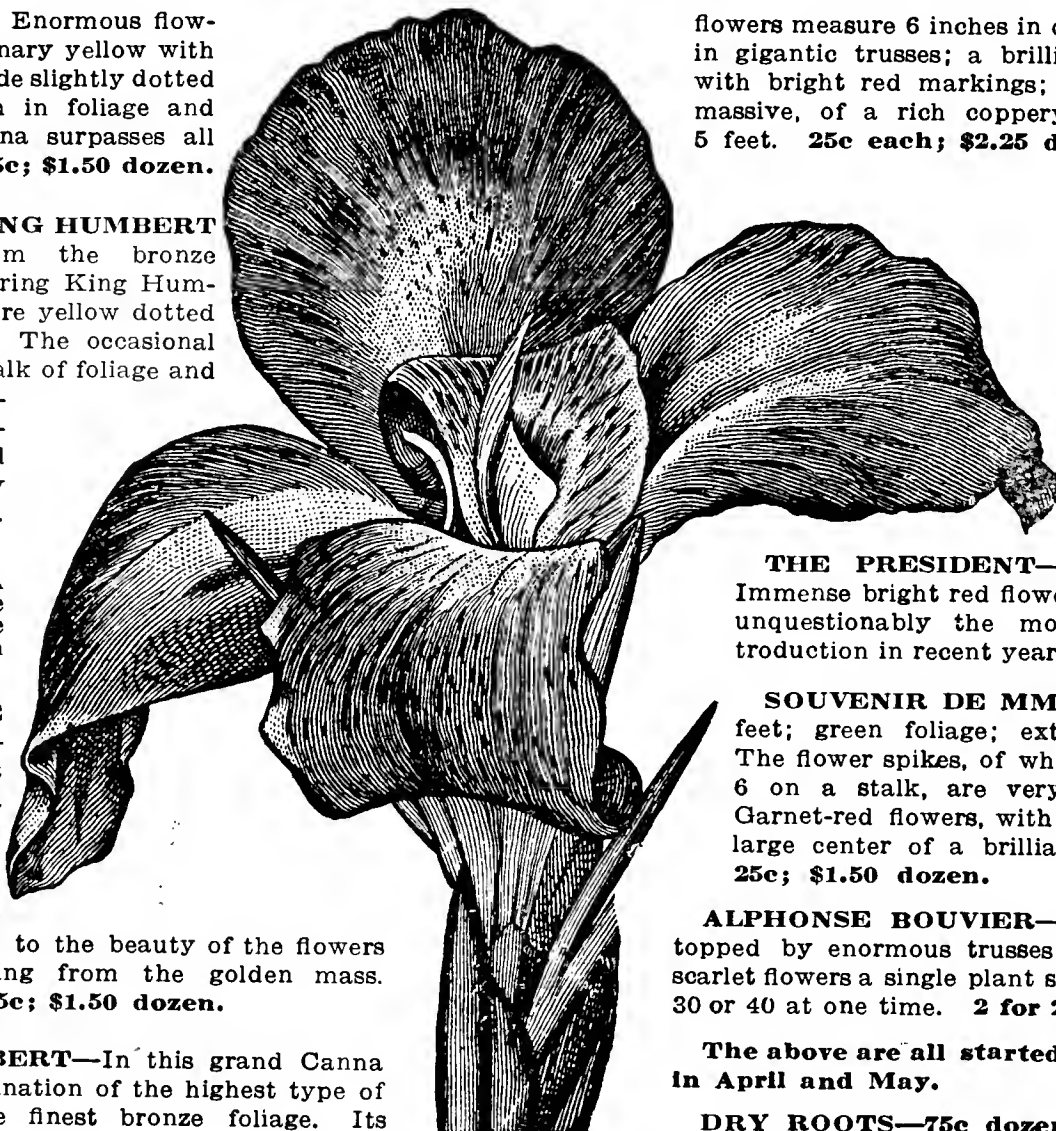 Enormous flow-
nary yellow with
de slightly dotted
in foliage and
na surpasses all
5c; $1.50 dozen.
NG HUMBERT
m the bronze
ring King Hum-
re yellow dotted
The occasional
alk of foliage and
to the beauty of the flowers
ing from the golden mass.
5c; $1.50 dozen.
BERT—In this grand Canna
ination of the highest type of
e finest bronze foliage. Its
flowers measure 6 inches in
in gigantic trusses; a brilli
with bright red markings;
massive, of a rich coppery
5 feet. 25c each; $2.25 d
THE PRESIDENT—
Immense bright red flowe
unquestionably the mo
troduction in recent year
SOUVENIR DE MM
feet; green foliage; ext
The flower spikes, of wh
6 on a stalk, are very
Garnet-red flowers, with
large center of a brillia
25c; $1.50 dozen.
ALPHONSE BOUVIER—
topped by enormous trusses
scarlet flowers a single plant s
30 or 40 at one time. 2 for 2
The above are all started
in April and May.
DRY ROOTS—75c dozen